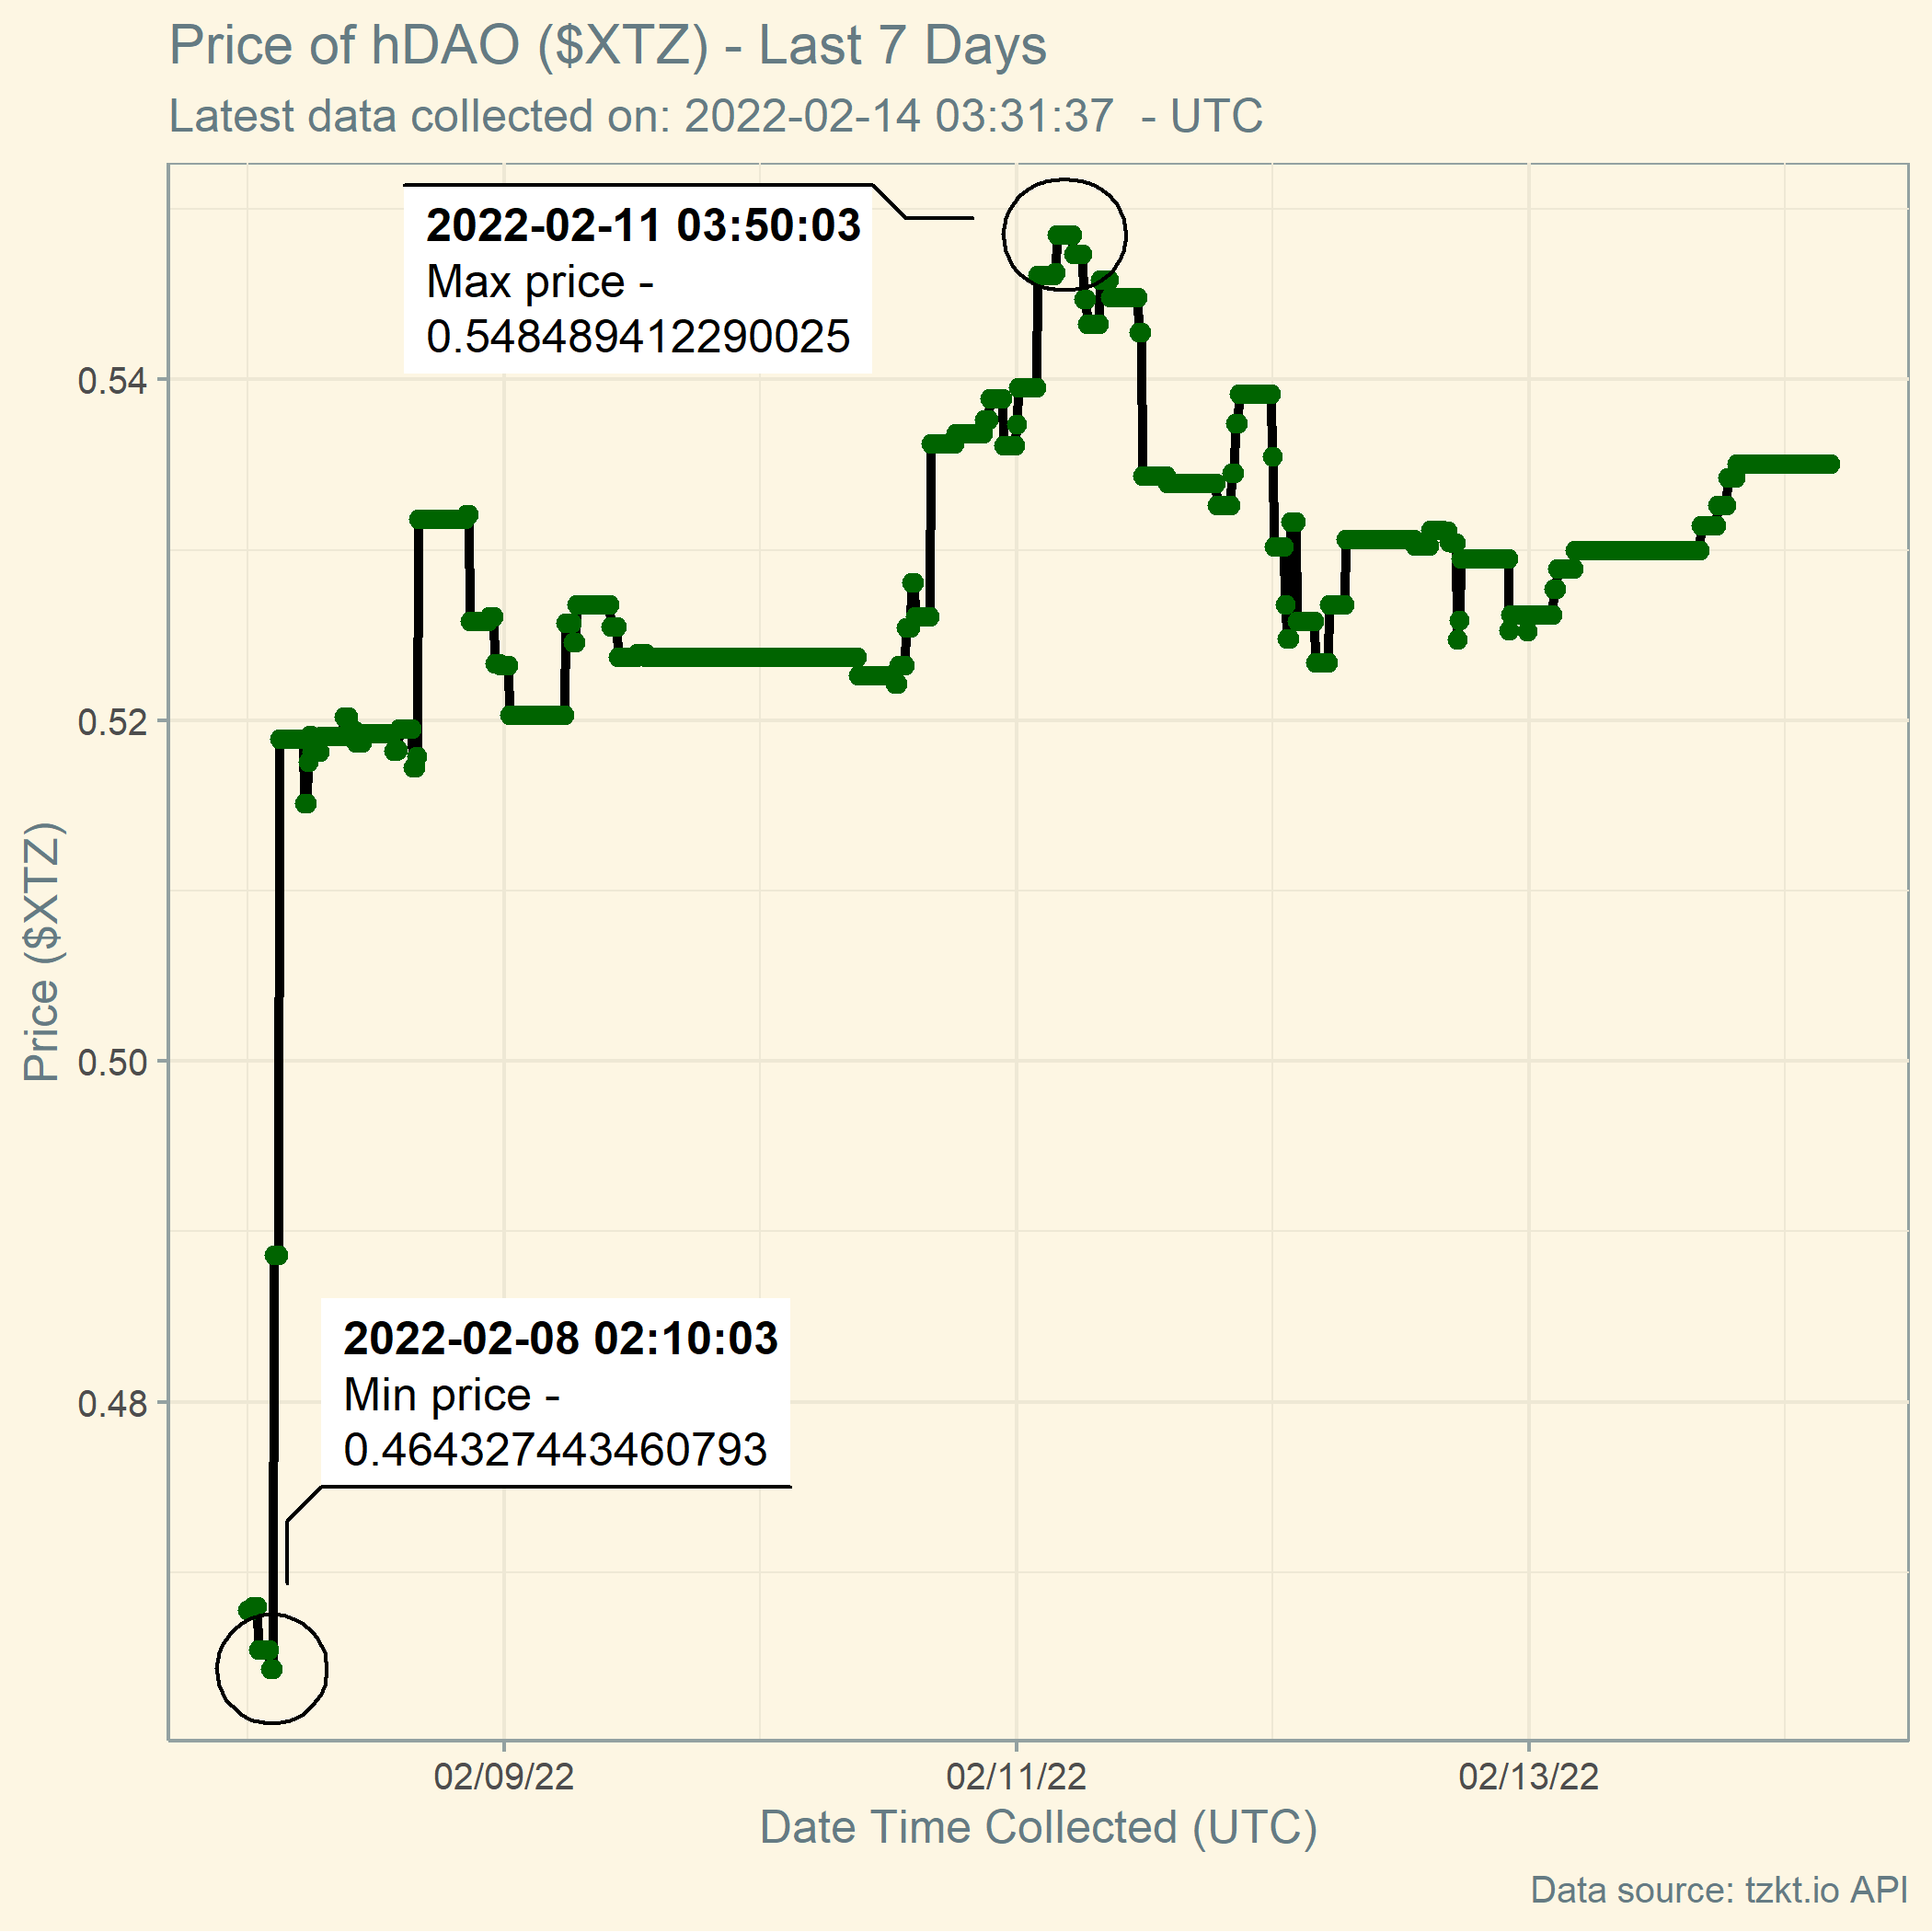 Price of hDAO ($XTZ) - Last 7 Days
Latest data collected on: 2022-02-14 03:31:37  - UTC
2022-02-11 03:50:03
Max price -
0.548489412290025
0.54
0.52
Price ($XTZ)
0.50
2022-02-08 02:10:03
Min price -
0.464327443460793
0.48
02/09/22
02/11/22
02/13/22
Date Time Collected (UTC)
Data source: tzkt.io API